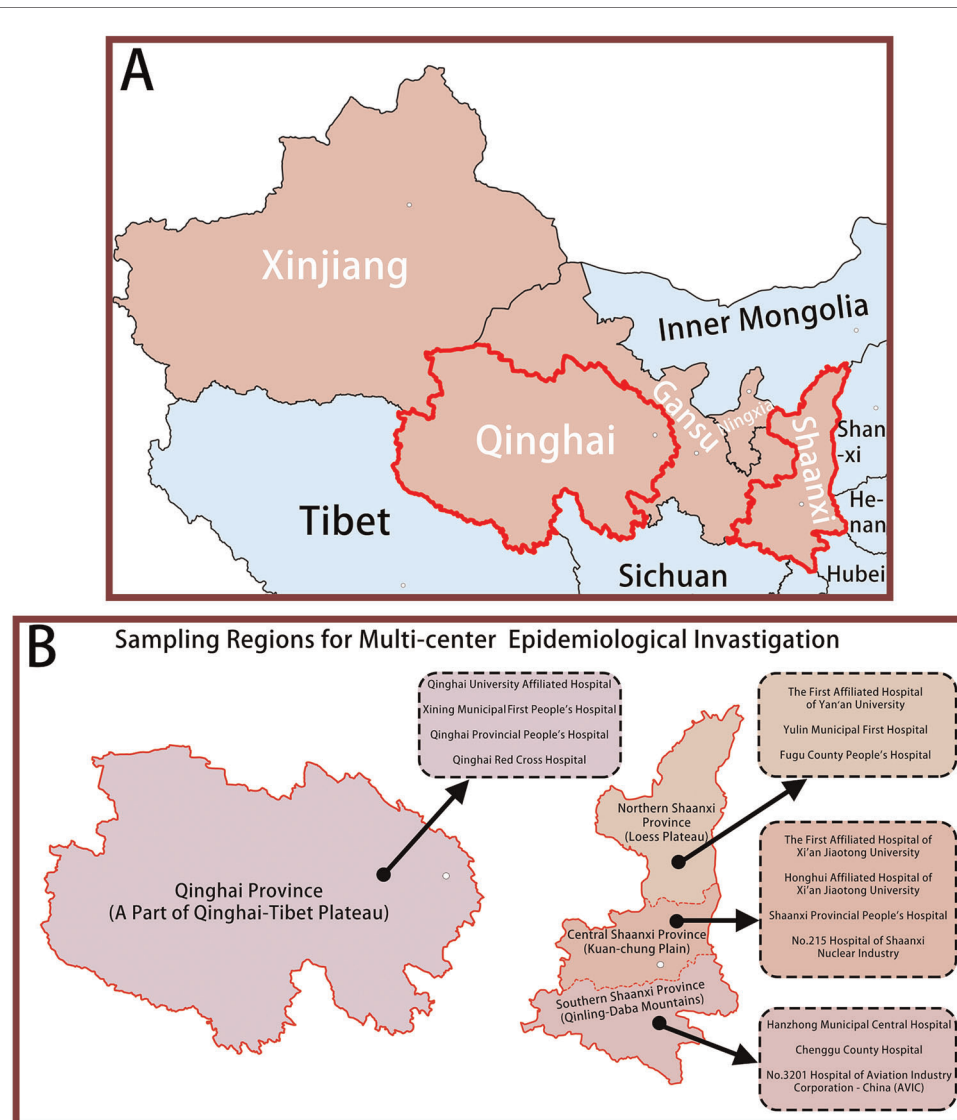 A
Xinjiang
Inner Mongolia
Gansu
Ningxia
Qinghai
Shaanxi
Shan
-xi
Tibet
He-
nan
Sichuan
Hubei
B
Sampling Regions for Multi-center Epidemiological Invastigation
Qinghai University Affiliated Hospital
Xining Municipal First People's Hospital
Qinghai Provincial People's Hospital
Qinghai Red Cross Hospital
The First Affiliated Hospital
of Yan'an University
Yulin Municipal First Hospital
Fugu County People's Hospital
Northern Shaanxi
Province
(Loess Plateau)
The First Affiliated Hospital of
Xi'an Jiaotong University
Honghui Affiliated Hospital of
Xi'an Jiaotong University
Shaanxi Provincial People's Hospital
No.215 Hospital of Shaanxi
Nuclear Industry
Qinghai Province
(A Part of Qinghai-Tibet Plateau)
Central Shaanxi Province
(Kuan-chung Plain)
Southern Shaanxi Province
(Qinling-Daba Mountains)
Hanzhong Municipal Central Hospital
Chenggu County Hospital
No.3201 Hospital of Aviation Industry
Corporation - China (AVIC)